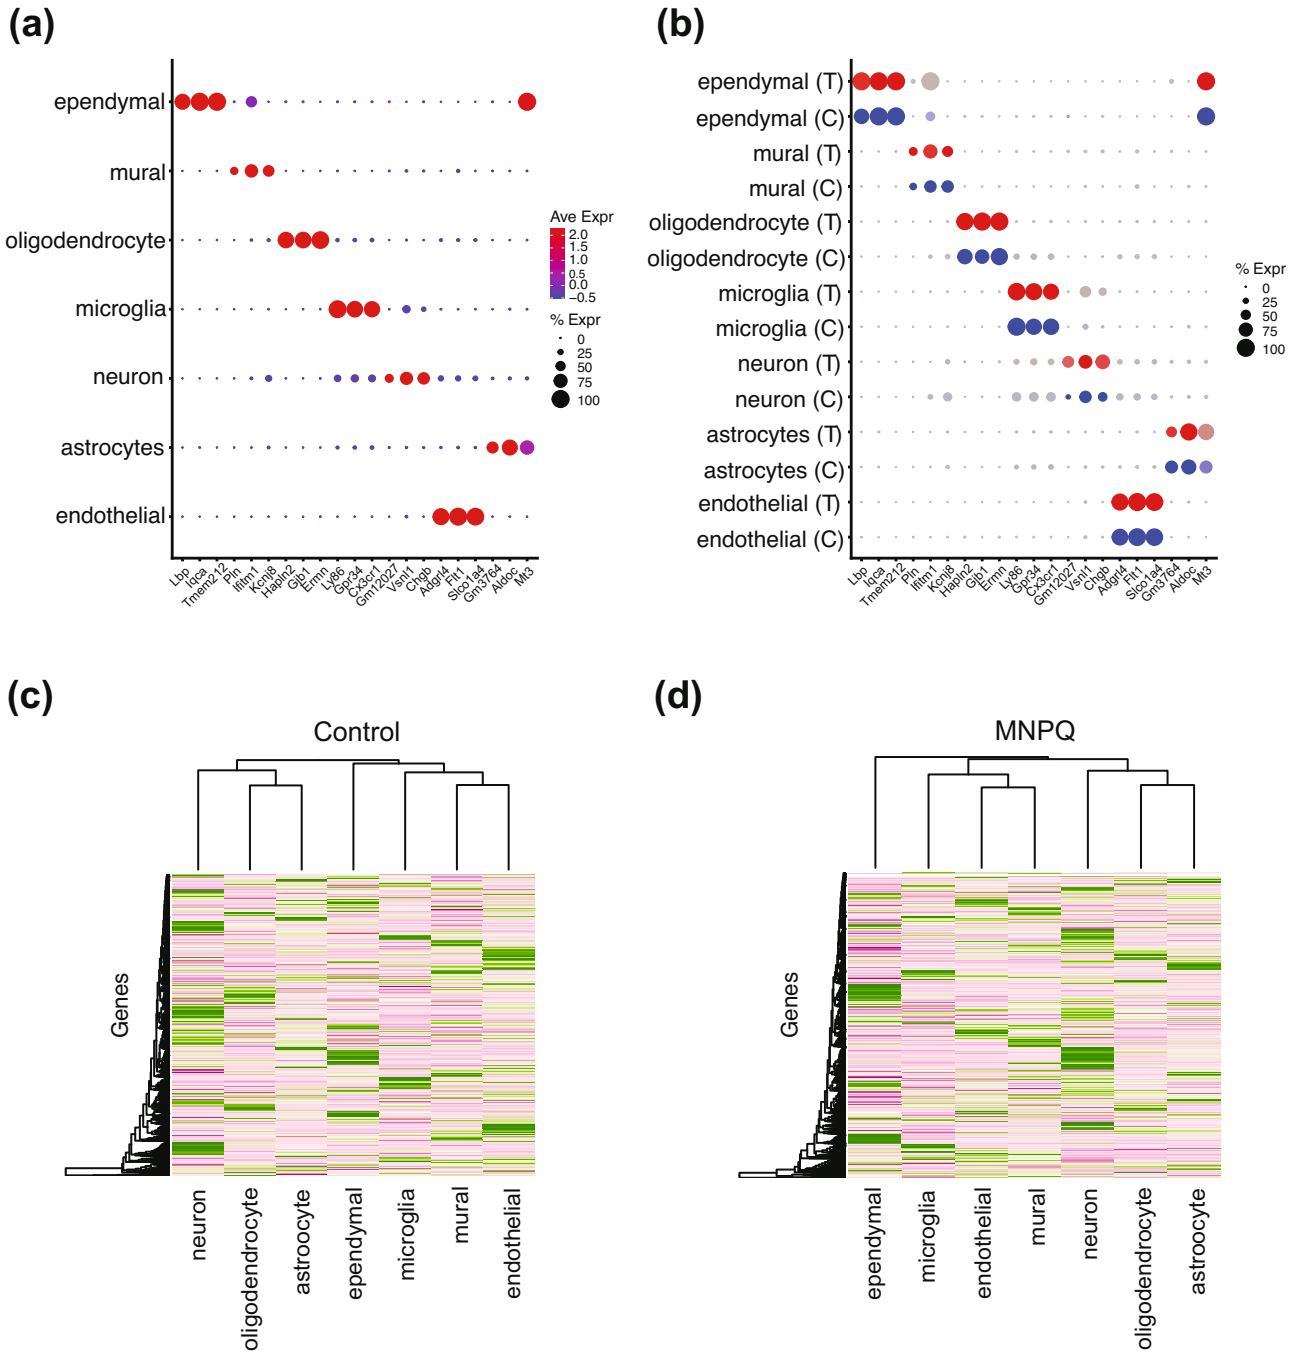 (a)
ependymal
mural
oligodendrocyte
microglia
neuron
astrocytes
endothelial
Lbp
Iqca
Tmem212
Pln
Ifitm1
Kcnj8
Hapln2
Gjb1
Ermn
Ly86
Gpr34
Cx3cr1
Gm12027
Vsnl1
Chgb
Adgrl4
Flt1
Slco1a4
Gm3764
Aldoc
Mt3
Ave Expr
2.0
1.5
1.0
0.5
0.0
−0.5
% Expr
0
25
50
75
100
(b)
ependymal (T)
ependymal (C)
mural (T)
mural (C)
oligodendrocyte (T)
oligodendrocyte (C)
microglia (T)
microglia (C)
neuron (T)
neuron (C)
astrocytes (T)
astrocytes (C)
endothelial (T)
endothelial (C)
Lbp
Iqca
Tmem212
Pln
Ifitm1
Kcnj8
Hapln2
Gjb1
Ermn
Ly86
Gpr34
Cx3cr1
Gm12027
Vsnl1
Chgb
Adgrl4
Flt1
Slco1a4
Gm3764
Aldoc
Mt3
% Expr
0
25
50
75
100
(c)
Control
Genes
neuron
oligodendrocyte
astroocyte
ependymal
microglia
mural
endothelial
(d)
MNPQ
Genes
ependymal
microglia
endothelial
mural
neuron
oligodendrocyte
astroocyte